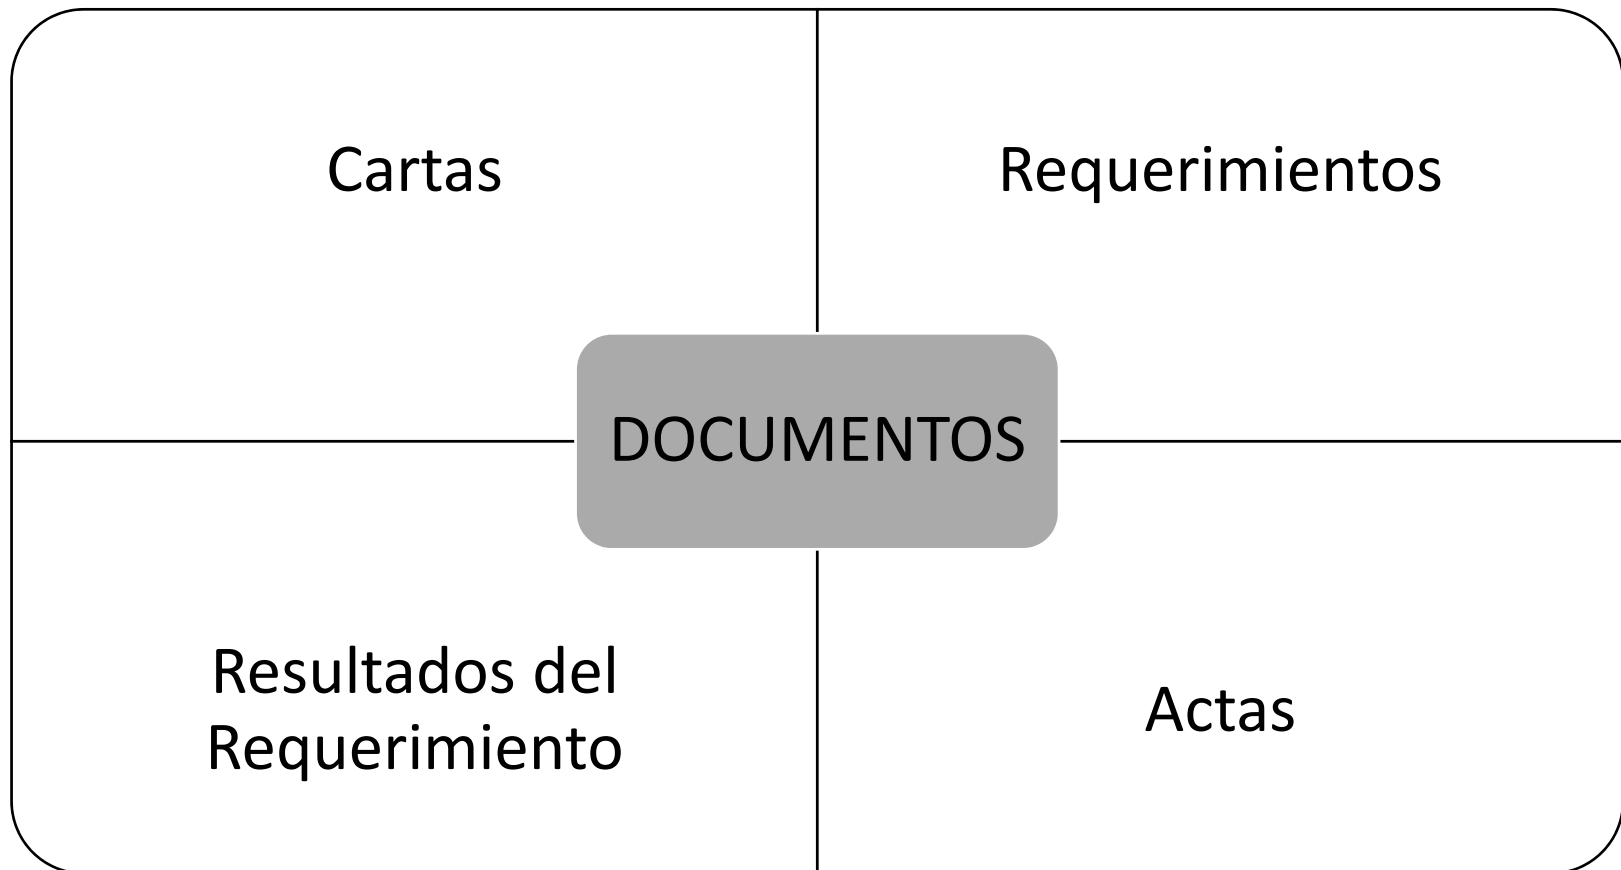 Cartas
Requerimientos
DOCUMENTOS
Resultados del
Requerimiento
Actas